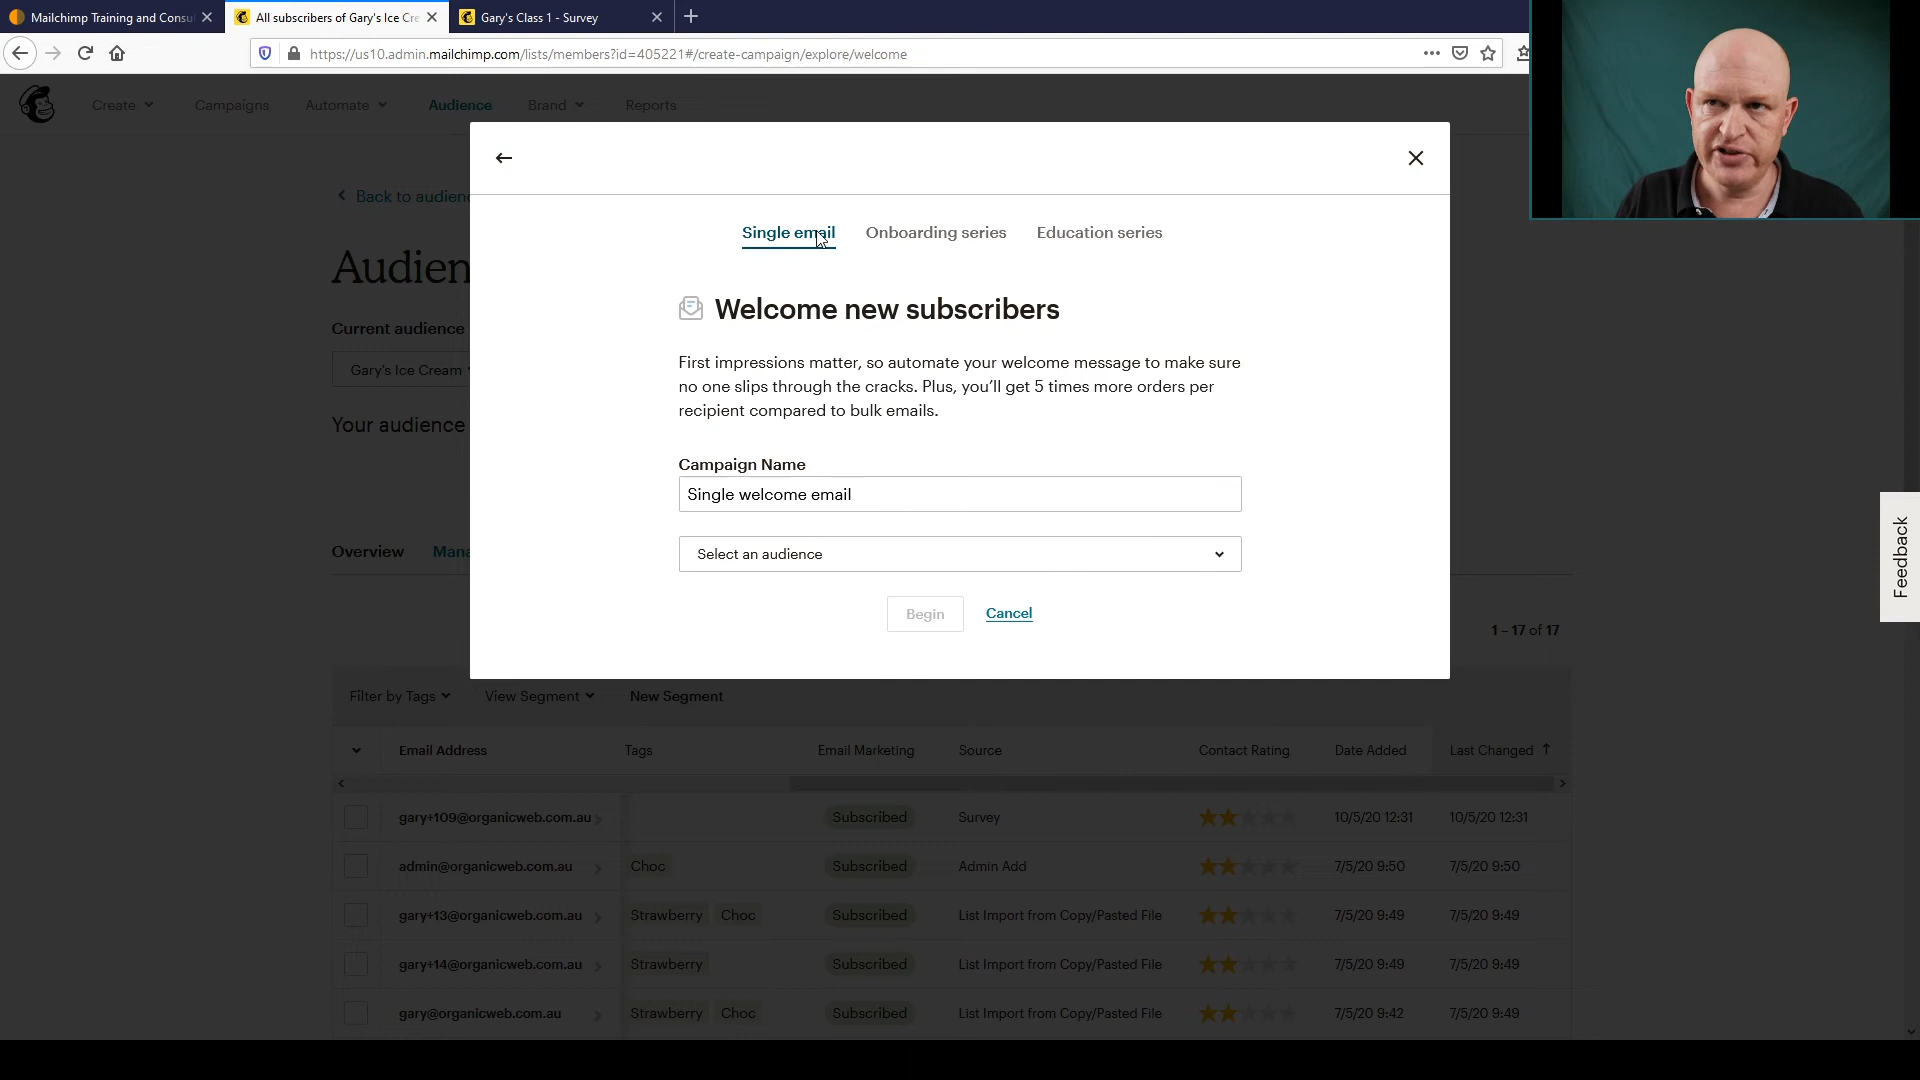 Mailchimp Training and Consul
All subscribers of Gary's Ice Cre
Gary's Class 1 - Survey
https://us10.admin.mailchimp.com/lists/members?id=405221#/create-campaign/explore/welcome
Create
Campaigns
Automate
Audience
Brand
Reports
Back to audien
Audien
Current audience
Gary's Ice Cream
Your audience
Overview
Mana
Single email
Onboarding series
Education series
Welcome new subscribers
First impressions matter, so automate your welcome message to make sure
no one slips through the cracks. Plus, you'll get 5 times more orders per
recipient compared to bulk emails.
Campaign Name
Single welcome email
Select an audience
Begin
Cancel
Feedback
1 – 17 of 17
Filter by Tags
View Segment
New Segment
Email Address
Tags
Email Marketing
Source
Contact Rating
Date Added
Last Changed
gary+109@organicweb.com.au Subscribed Survey 10/5/20 12:31 10/5/20 12:31
admin@organicweb.com.au Choc Subscribed Admin Add 7/5/20 9:50 7/5/20 9:50
gary+13@organicweb.com.au Strawberry Choc Subscribed List Import from Copy/Pasted File 7/5/20 9:49 7/5/20 9:49
gary+14@organicweb.com.au Strawberry Subscribed List Import from Copy/Pasted File 7/5/20 9:49 7/5/20 9:49
gary@organicweb.com.au Strawberry Choc Subscribed List Import from Copy/Pasted File 7/5/20 9:42 7/5/20 9:49